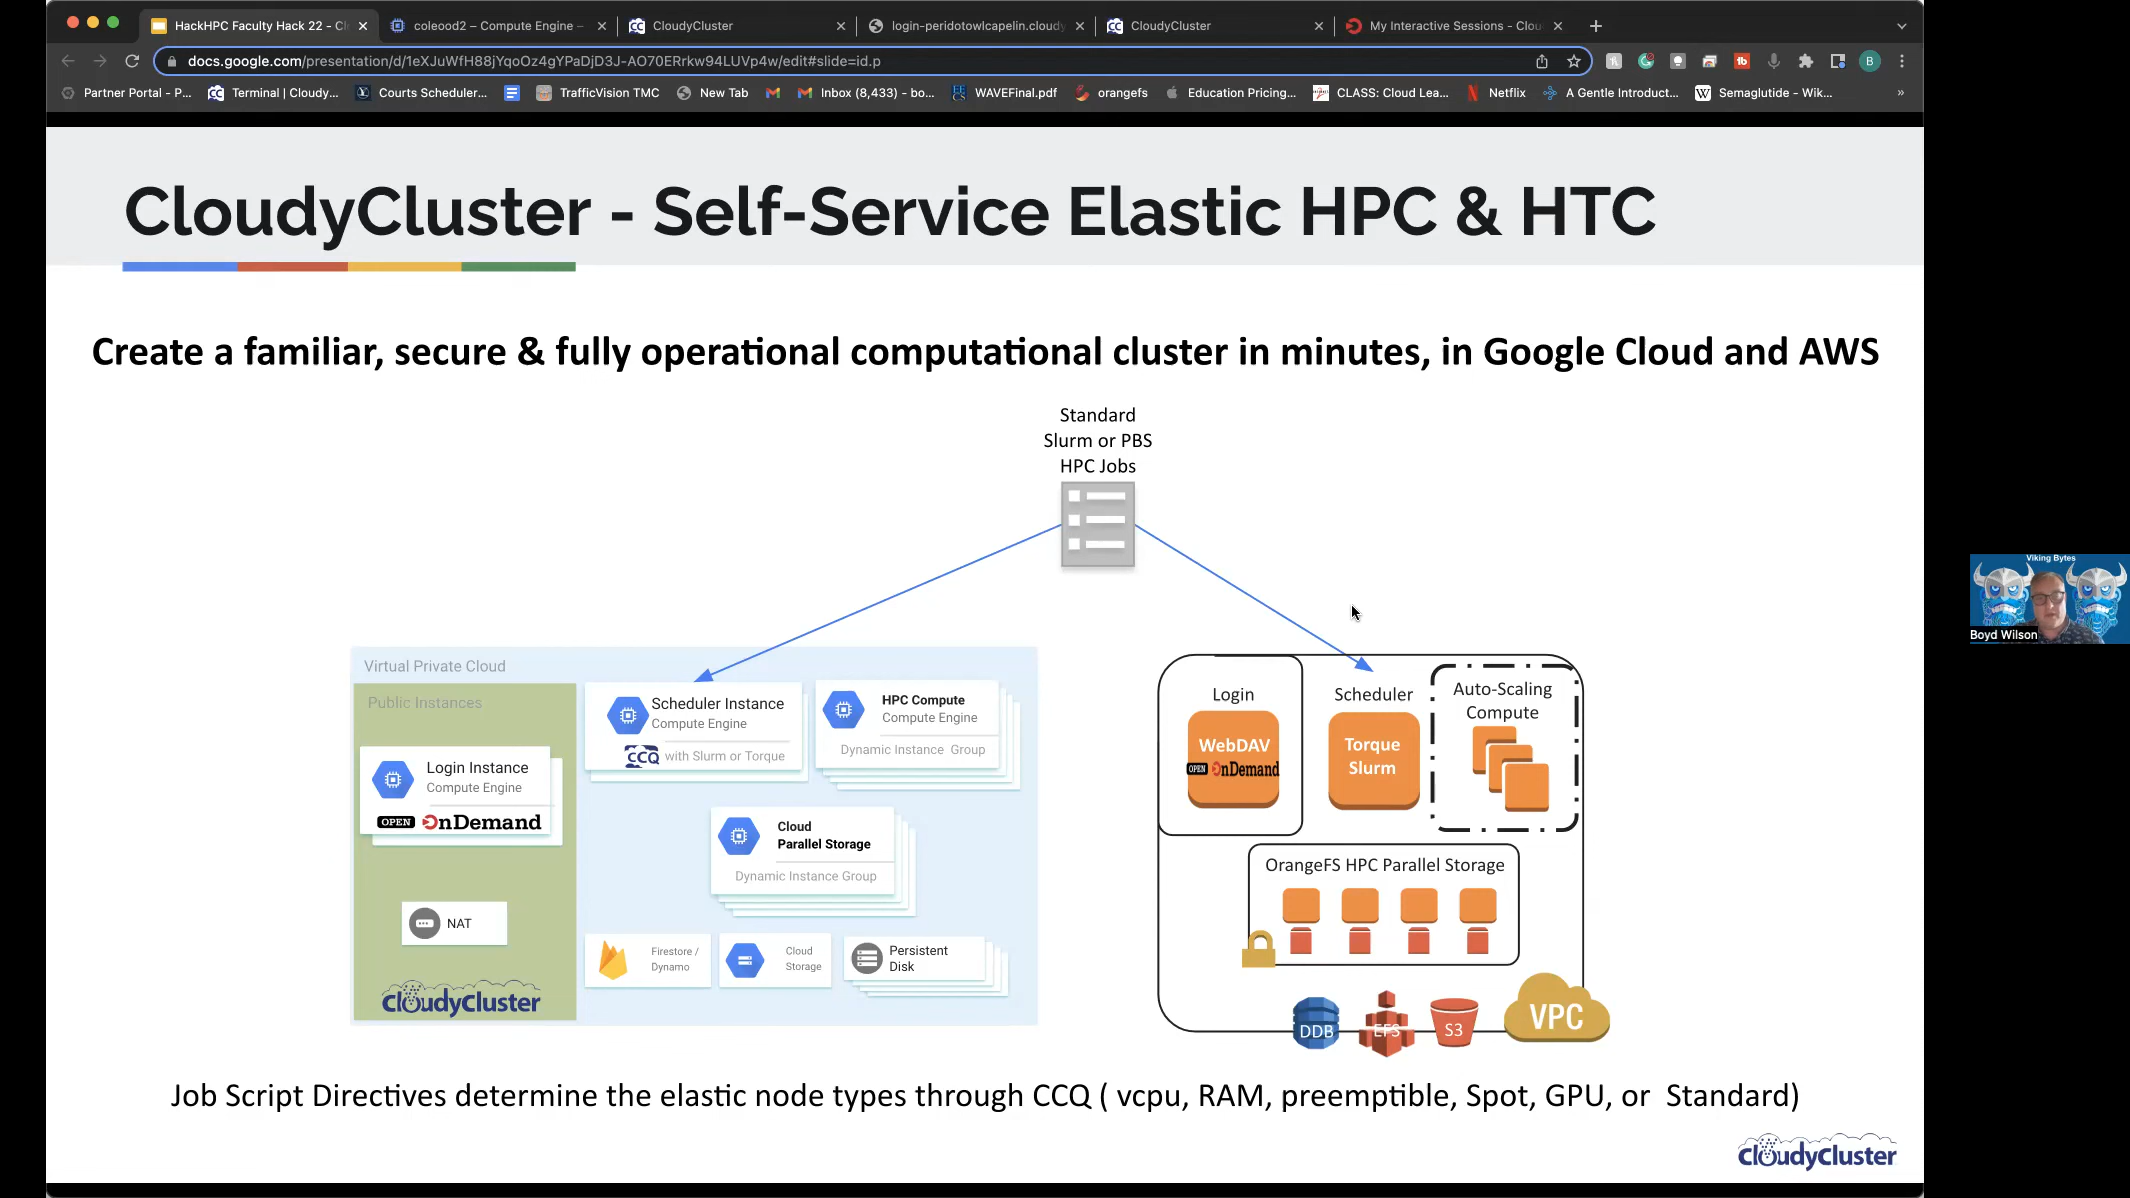 HackHPC Faculty Hack 22 - Cl
coleood2 – Compute Engine –
CloudyCluster
login-peridotowlcapelin.cloudy
CloudyCluster
My Interactive Sessions - Clou
docs.google.com/presentation/d/1eXJuWfH88jYqoOz4gYPaDjD3J-AO70ERrkw94LUVp4w/edit#slide=id.p
Partner Portal - P...
Terminal | Cloudy...
Courts Scheduler...
TrafficVision TMC
New Tab
Inbox (8,433) - bo...
WAVEFinal.pdf
orangefs
Education Pricing...
CLASS: Cloud Lea...
Netflix
A Gentle Introduct...
Semaglutide - Wik...
CloudyCluster - Self-Service Elastic HPC & HTC
Create a familiar, secure & fully operational computational cluster in minutes, in Google Cloud and AWS
Standard
Slurm or PBS
HPC Jobs
Virtual Private Cloud
Public Instances
Login Instance
Compute Engine
OPEN OnDemand
NAT
CloudyCluster
Scheduler Instance
Compute Engine
CCQ with Slurm or Torque
HPC Compute
Compute Engine
Dynamic Instance Group
Cloud
Parallel Storage
Dynamic Instance Group
Firestore /
Dynamo
Cloud
Storage
Persistent
Disk
Login
WebDAV
OPEN OnDemand
Scheduler
Torque
Slurm
Auto-Scaling
Compute
OrangeFS HPC Parallel Storage
DDB
EFS
S3
VPC
Job Script Directives determine the elastic node types through CCQ ( vcpu, RAM, preemptible, Spot, GPU, or Standard)
CloudyCluster
Viking Bytes
Boyd Wilson